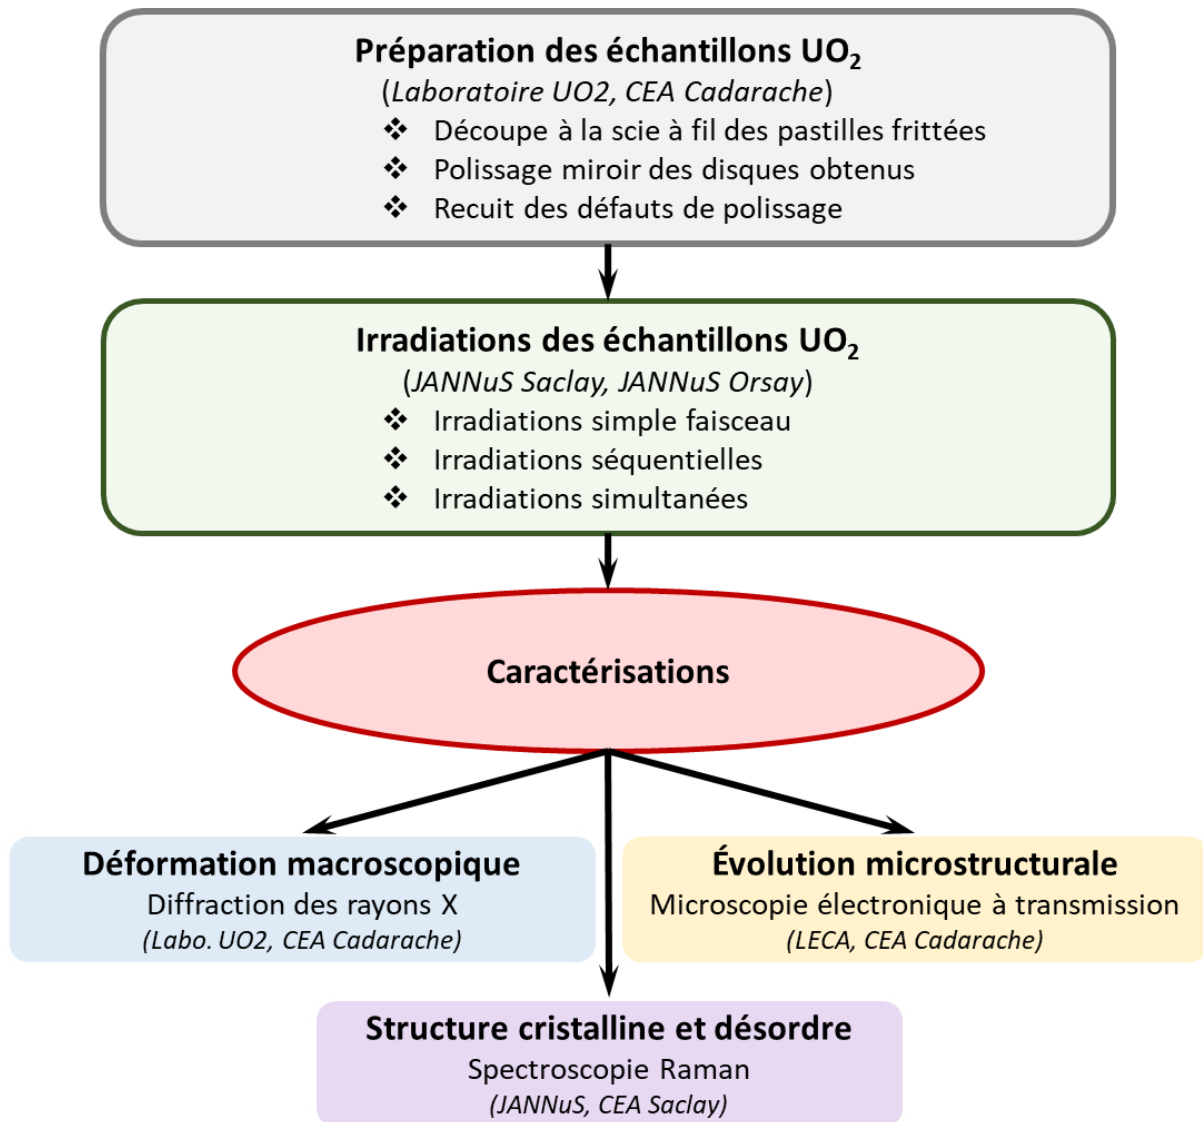 Préparation des échantillons UO₂
(Laboratoire UO2, CEA Cadarache)
❖ Découpe à la scie à fil des pastilles frittées
❖ Polissage miroir des disques obtenus
❖ Recuit des défauts de polissage
Irradiations des échantillons UO₂
(JANNuS Saclay, JANNuS Orsay)
❖ Irradiations simple faisceau
❖ Irradiations séquentielles
❖ Irradiations simultanées
Caractérisations
Déformation macroscopique
Diffraction des rayons X
(Labo. UO2, CEA Cadarache)
Évolution microstructurale
Microscopie électronique à transmission
(LECA, CEA Cadarache)
Structure cristalline et désordre
Spectroscopie Raman
(JANNuS, CEA Saclay)